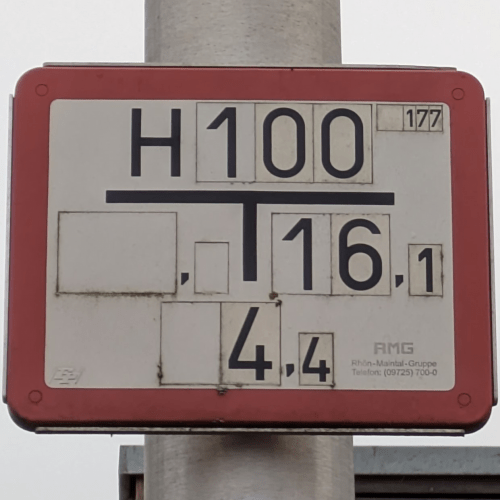 H100 177
, 16,1
4,4
RMG
Rhön-Maintal-Gruppe
Telefon: (09725) 700-0